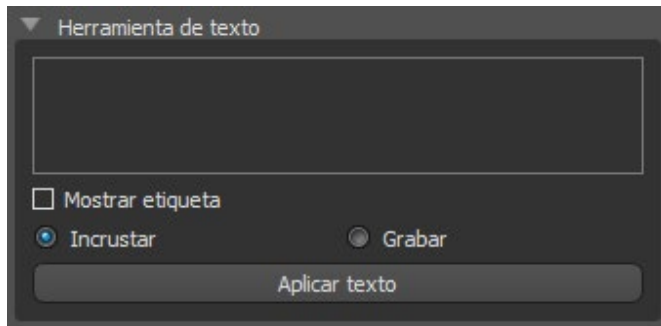 Herramienta de texto
Mostrar etiqueta
Incrustar Grabar
Aplicar texto